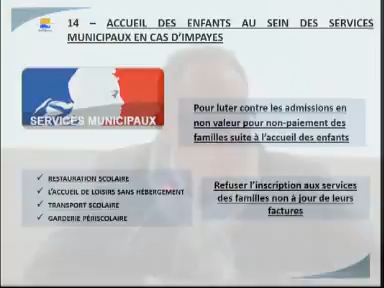 14 – ACCUEIL DES ENFANTS AU SEIN DES SERVICES
MUNICIPAUX EN CAS D'IMPAYES
SERVICES MUNICIPAUX
Pour luter contre les admissions en
non valeur pour non-paiement des
familles suite à l'accueil des enfants
✓ RESTAURATION SCOLAIRE
✓ L'ACCUEIL DE LOISIRS SANS HÉBERGEMENT
✓ TRANSPORT SCOLAIRE
✓ GARDERIE PÉRISCOLAIRE
Refuser l'inscription aux services
des familles non à jour de leurs
factures